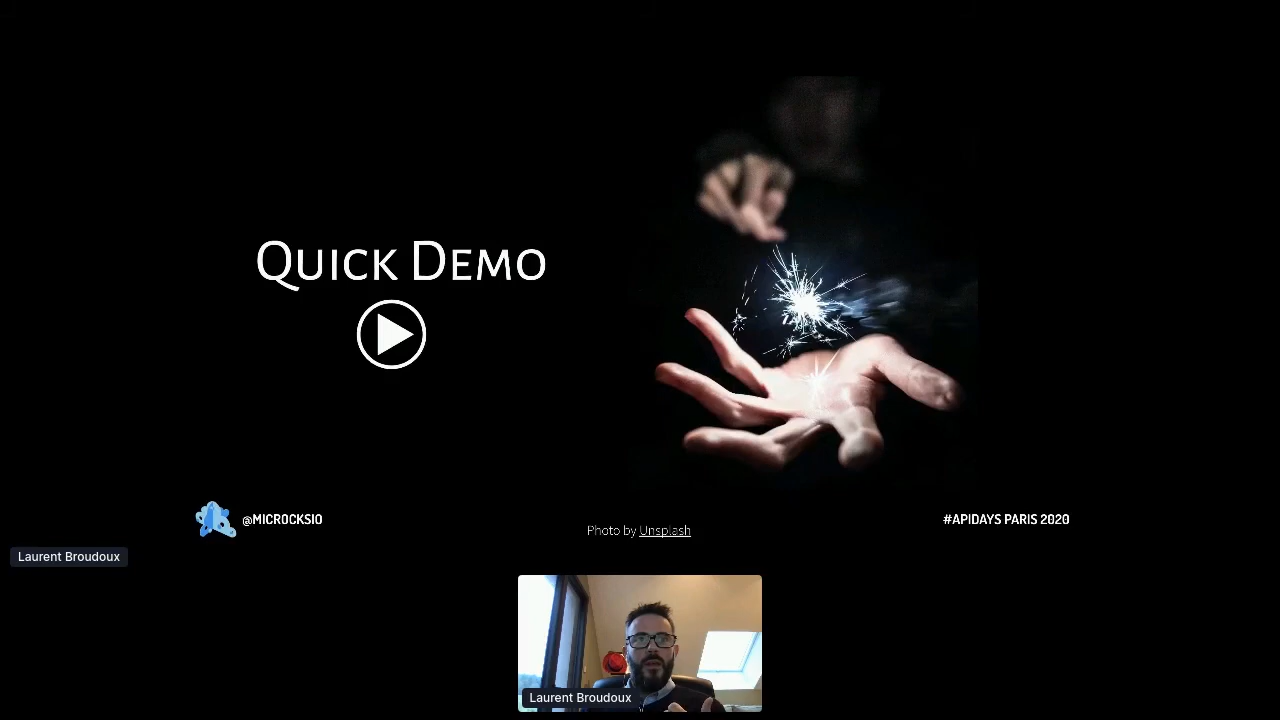 Quick Demo
@MICROCKSIO
Photo by Unsplash
#APIDAYS PARIS 2020
Laurent Broudoux
Laurent Broudoux